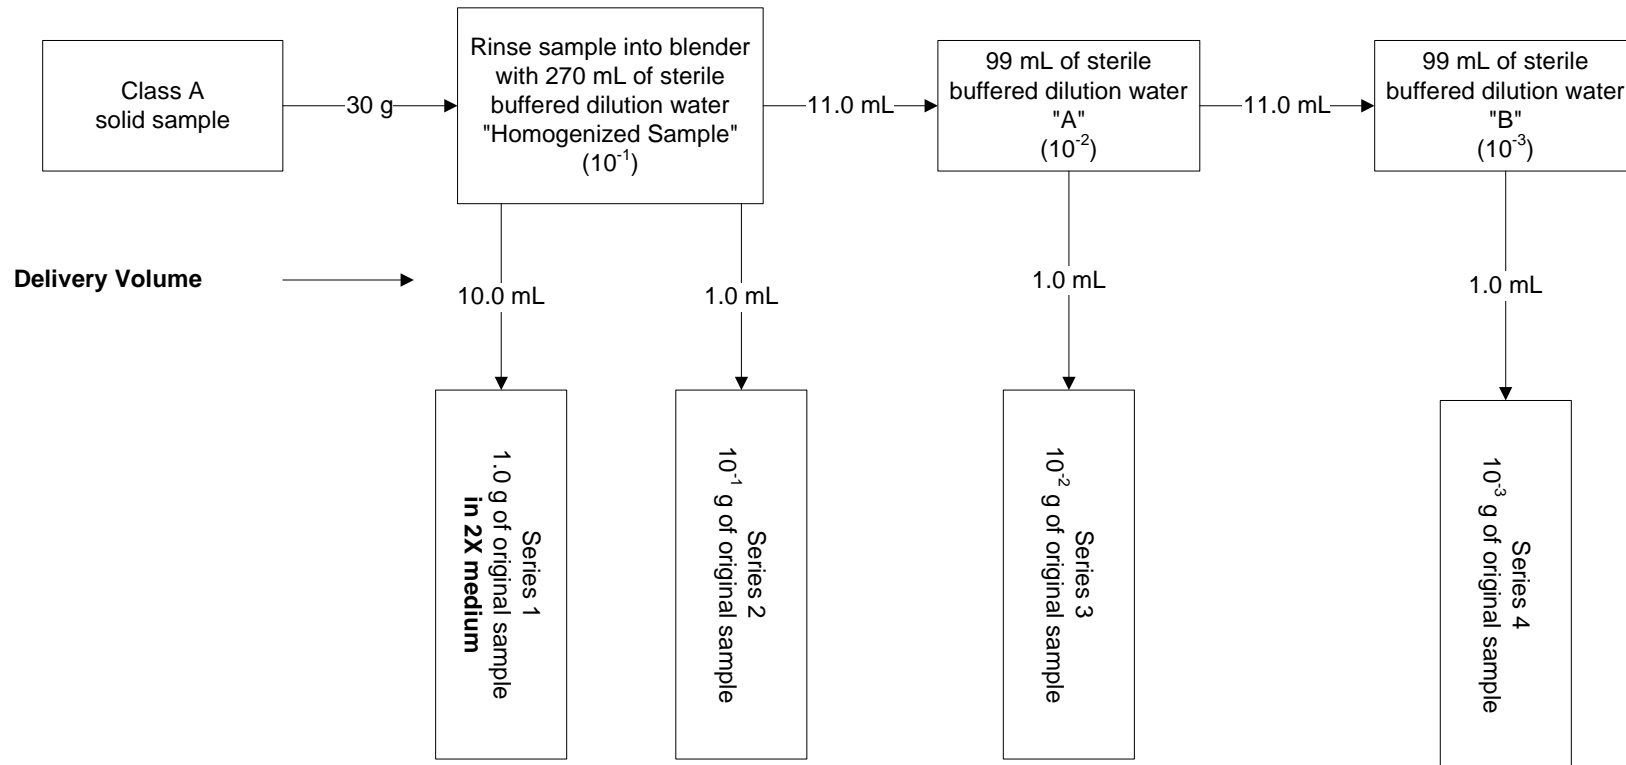 Class A
solid sample
30 g
Rinse sample into blender
with 270 mL of sterile
buffered dilution water
"Homogenized Sample"
(10⁻¹)
11.0 mL
99 mL of sterile
buffered dilution water
"A"
(10⁻²)
11.0 mL
99 mL of sterile
buffered dilution water
"B"
(10⁻³)
Delivery Volume
10.0 mL
1.0 mL
1.0 mL
1.0 mL
Series 1
1.0 g of original sample
in 2X medium
Series 2
10⁻¹ g of original sample
Series 3
10⁻² g of original sample
Series 4
10⁻³ g of original sample